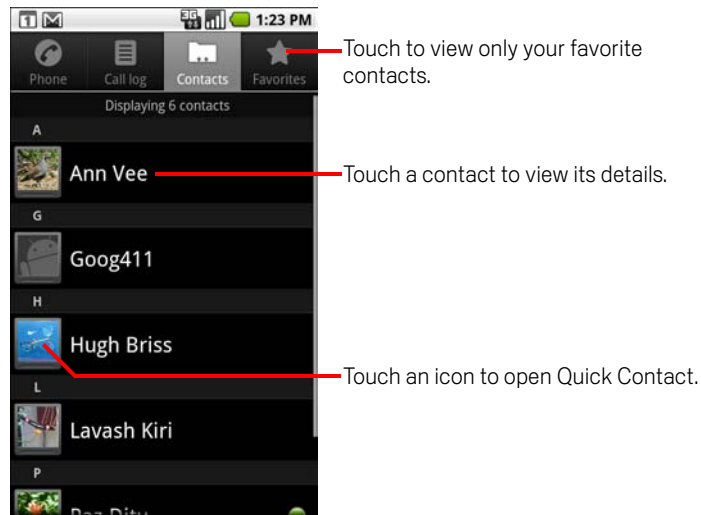 1 3G 1:23 PM
Phone Call log Contacts Favorites
Touch to view only your favorite
contacts.
Displaying 6 contacts
A
Ann Vee
Touch a contact to view its details.
G
Goog411
H
Hugh Briss
Touch an icon to open Quick Contact.
L
Lavash Kiri
P